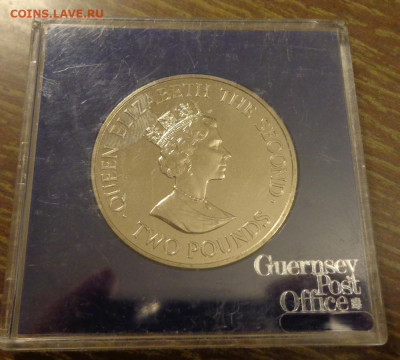 COINS.LAVE.RU
QUEEN ELIZABETH THE SECOND
TWO POUNDS
Guernsey
Post
Office